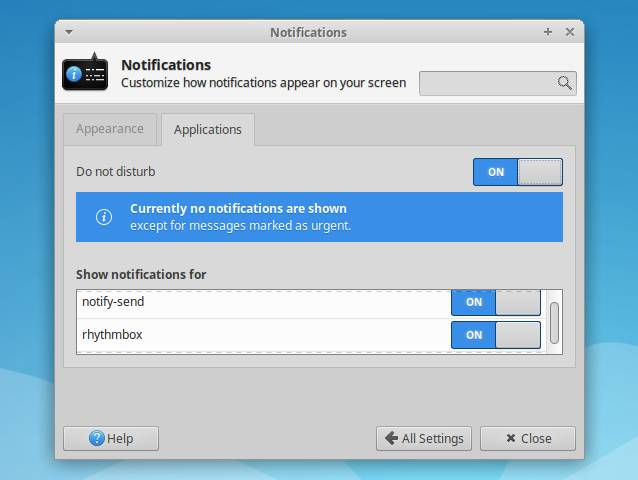 Notifications
Notifications
Customize how notifications appear on your screen
Appearance
Applications
Do not disturb
ON
Currently no notifications are shown
except for messages marked as urgent.
Show notifications for
notify-send
ON
rhythmbox
ON
Help
All Settings
Close